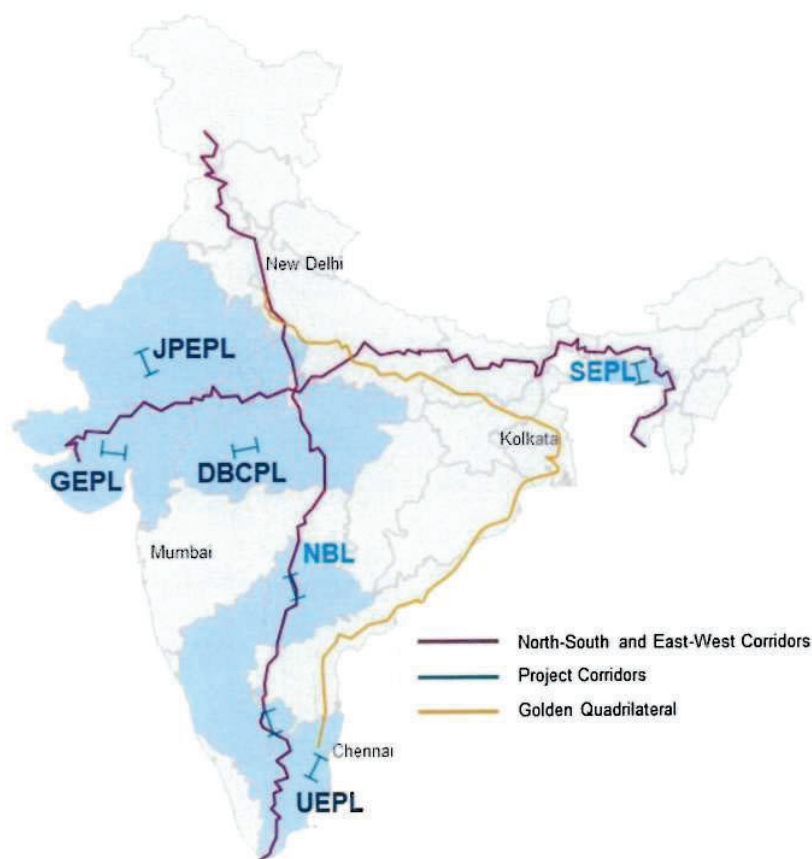 New Delhi
JPEPL
SEPL
Kolkata
GEPL
DBCPL
Mumbai
NBL
North-South and East-West Corridors
Project Corridors
Golden Quadrilateral
Chennai
UEPL